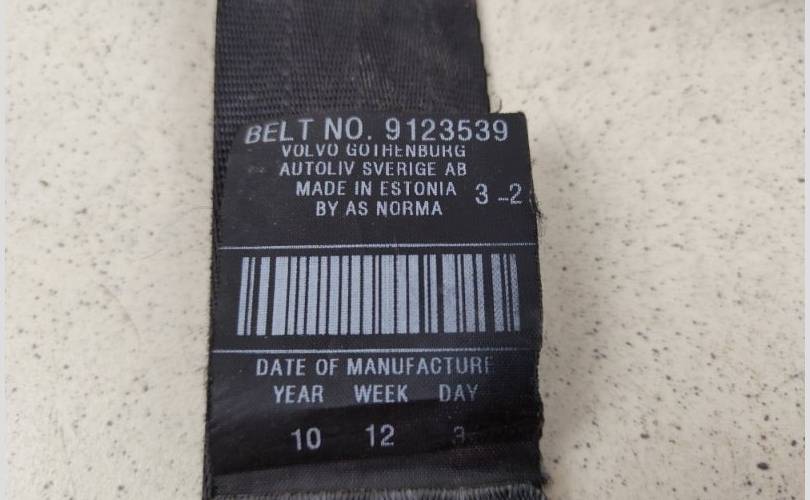 BELT NO. 9123539
VOLVO GOTHENBURG
AUTOLIV SVERIGE AB
MADE IN ESTONIA 3-2
BY AS NORMA
DATE OF MANUFACTURE
YEAR WEEK DAY
10 12 3